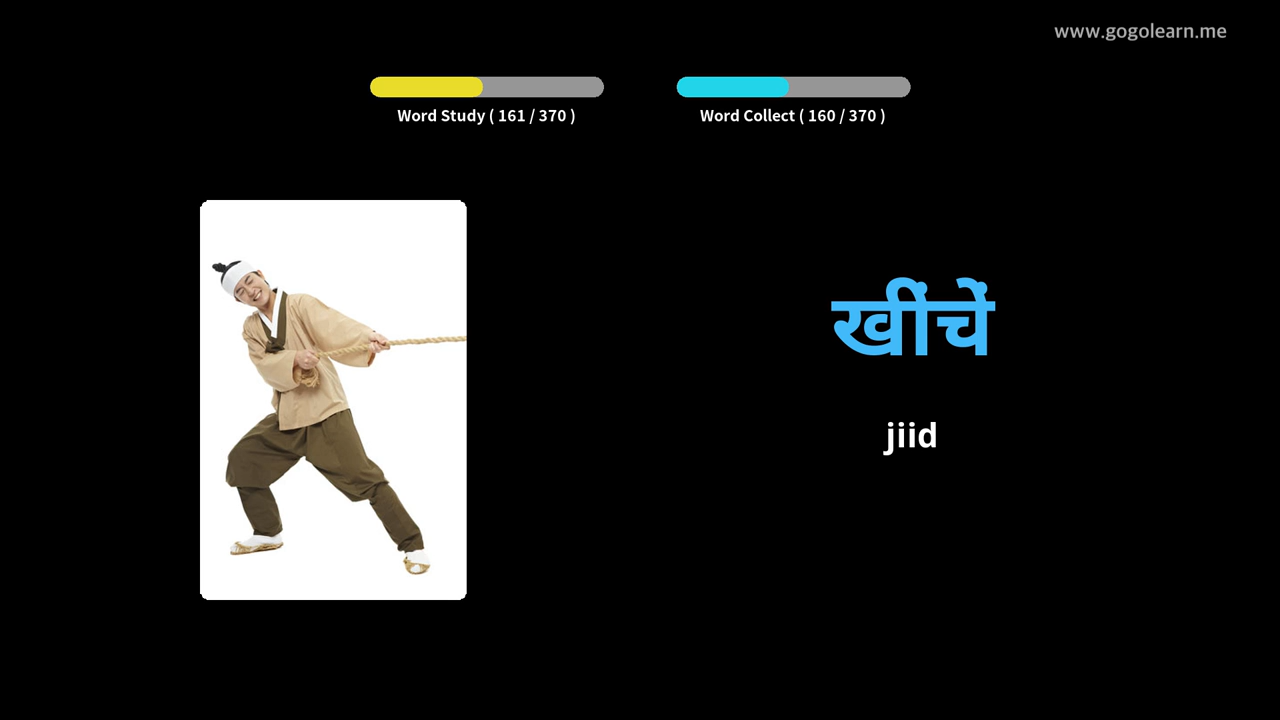 www.gogolearn.me
Word Study ( 161 / 370 )
Word Collect ( 160 / 370 )
खींचें
jiid